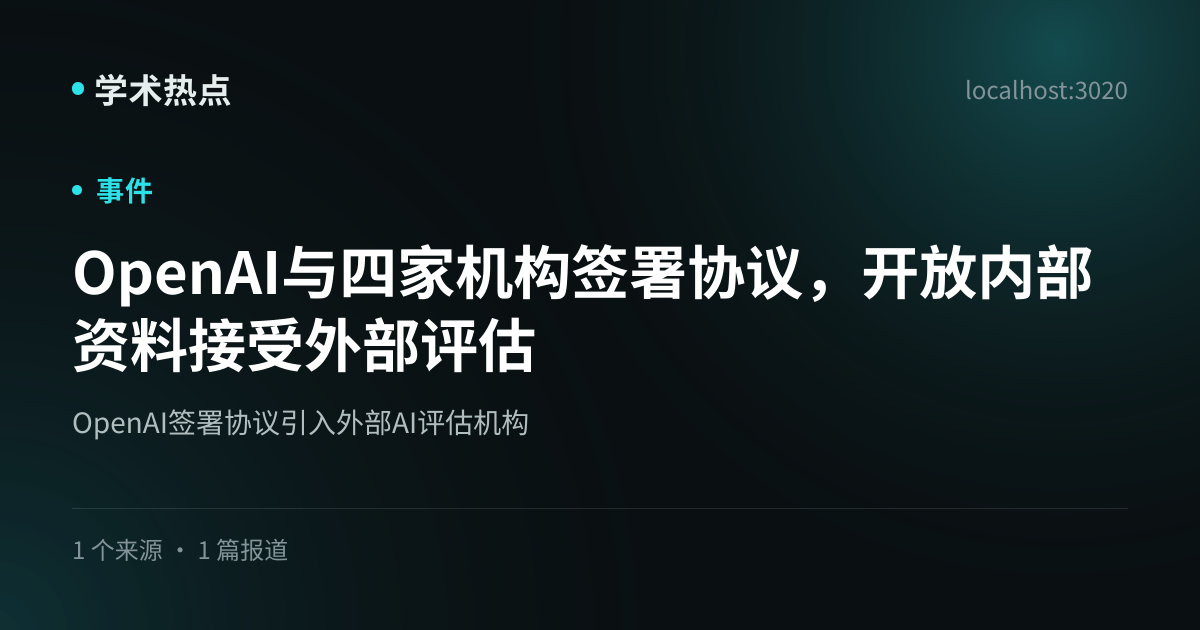 学术热点
localhost:3020
事件
OpenAI与四家机构签署协议，开放内部
资料接受外部评估
OpenAI签署协议引入外部AI评估机构
1 个来源 · 1 篇报道